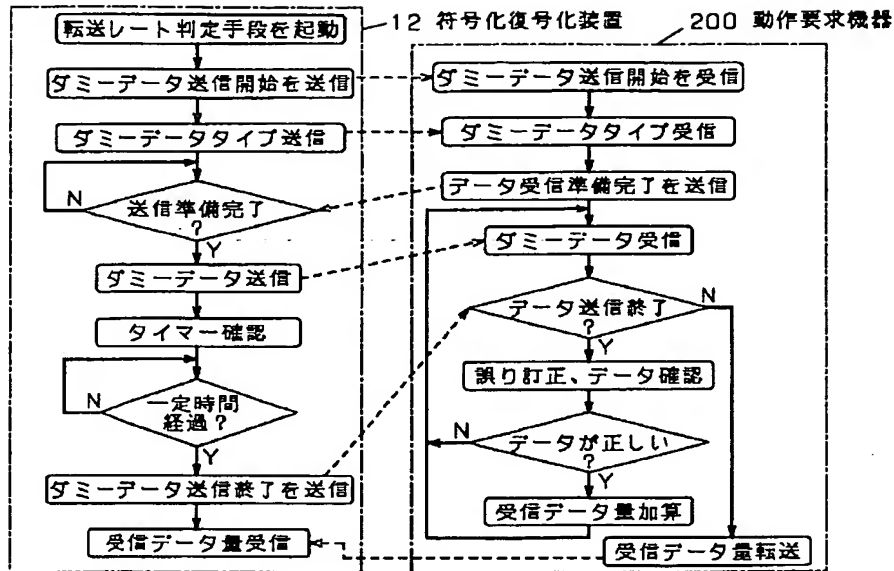 転送レート判定手段を起動
ダミーデータ送信開始を送信
ダミーデータタイプ送信
N
送信準備完了
?
Y
ダミーデータ送信
タイマー確認
N
一定時間
経過?
Y
ダミーデータ送信終了を送信
受信データ量受信
12 符号化復号化装置
200 動作要求機器
ダミーデータ送信開始を受信
ダミーデータタイプ受信
データ受信準備完了を送信
ダミーデータ受信
データ送信終了
?
N
Y
誤り訂正、データ確認
N
データが正しい
?
Y
受信データ量加算
受信データ量転送